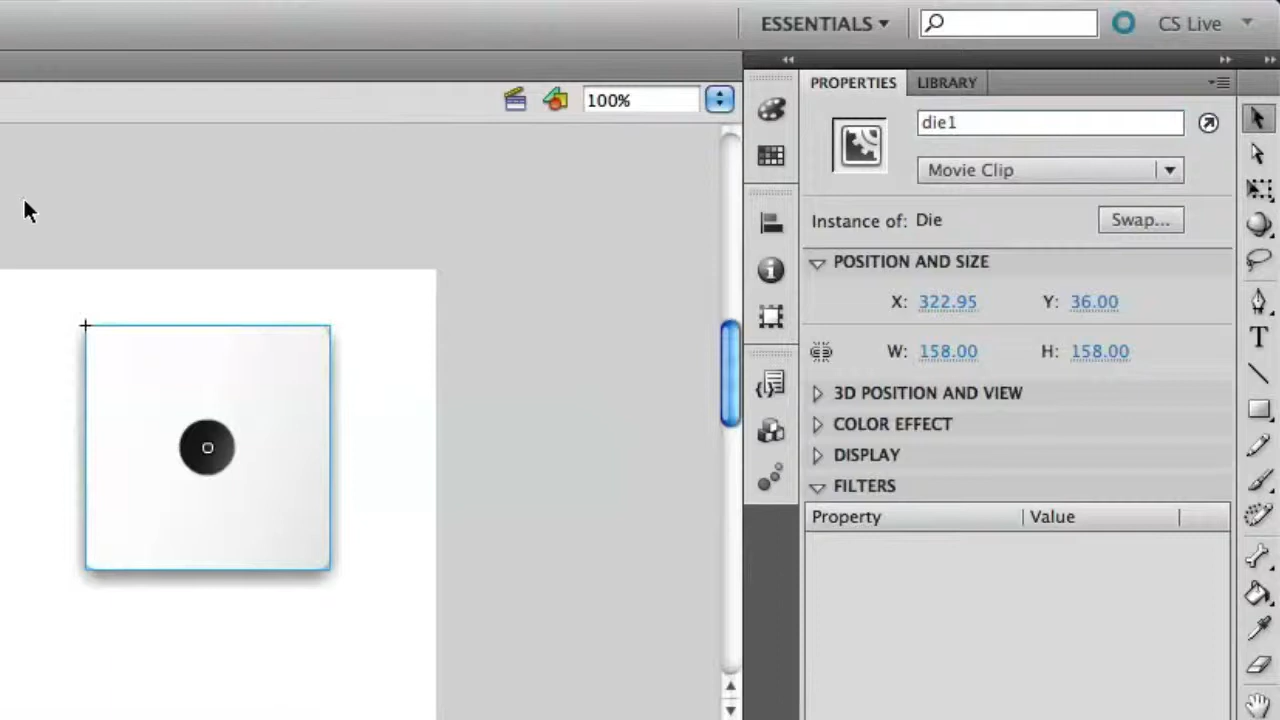 ESSENTIALS
CS Live
100%
PROPERTIES
LIBRARY
die1
Movie Clip
Instance of: Die
Swap...
POSITION AND SIZE
X: 322.95 Y: 36.00
W: 158.00 H: 158.00
3D POSITION AND VIEW
COLOR EFFECT
DISPLAY
FILTERS
Property
Value